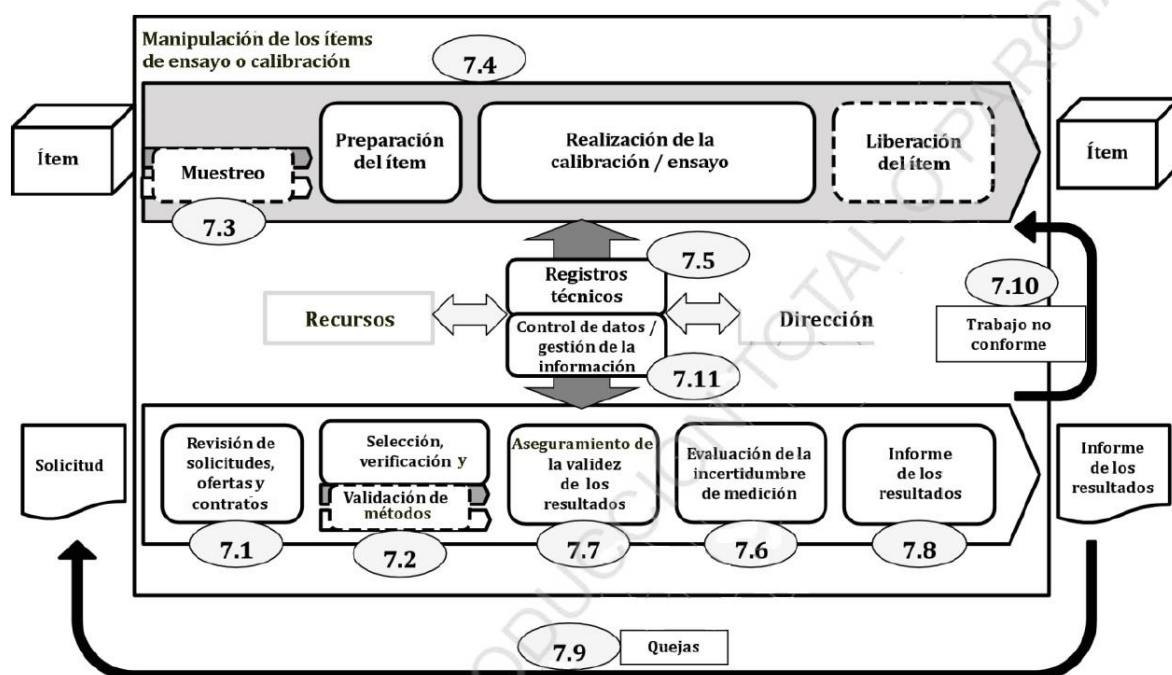 Manipulación de los ítems
de ensayo o calibración
7.4
Ítem
Muestreo
7.3
Preparación
del ítem
Realización de la
calibración / ensayo
Liberación
del ítem
Ítem
Registros
técnicos
7.5
Recursos
Dirección
Control de datos /
gestión de la
información
7.11
7.10
Trabajo no
conforme
Solicitud
Revisión de
solicitudes,
ofertas y
contratos
7.1
Selección,
verificación y
Validación de
métodos
7.2
Aseguramiento de
la validez
de los
resultados
7.7
Evaluación de la
incertidumbre
de medición
7.6
Informe
de los
resultados
7.8
Informe
de los
resultados
7.9
Quejas
ODUCCION TOTAL O PARCIA